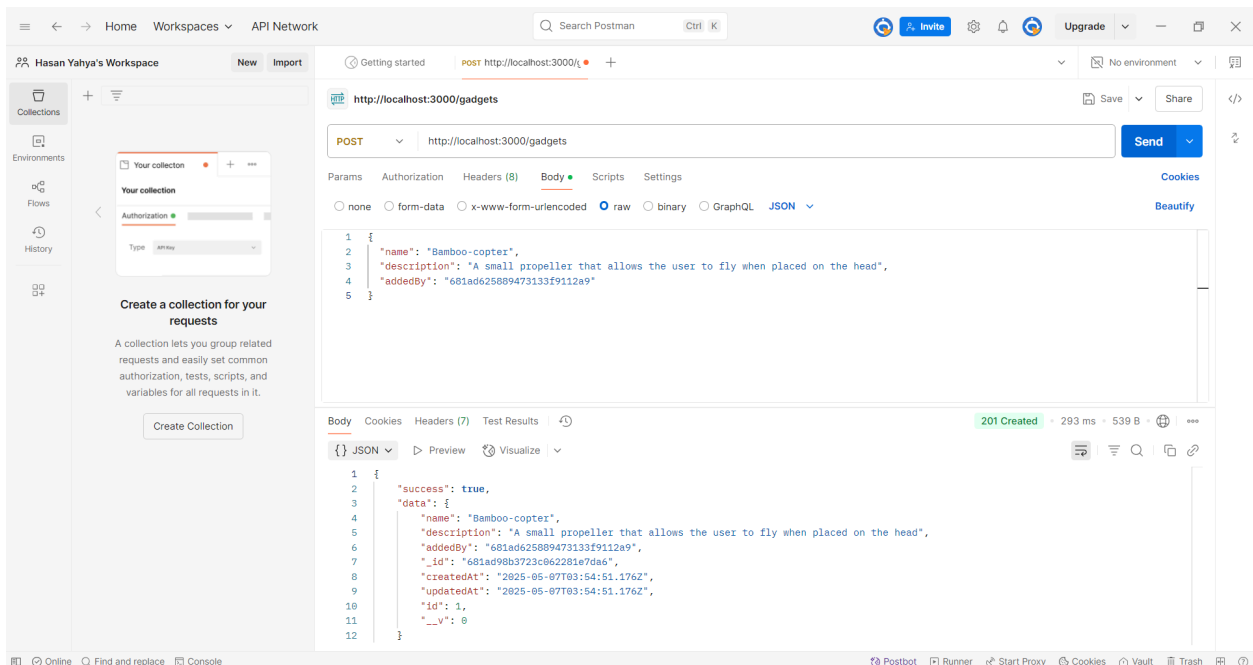 Home Workspaces API Network Search Postman Ctrl K Invite Upgrade
Hasan Yahya's Workspace New Import Getting started POST http://localhost:3000/g No environment
Collections
Environments
Flows
History
Your collecton
Your collection
Authorization
Type API Key
Create a collection for your
requests
A collection lets you group related
requests and easily set common
authorization, tests, scripts, and
variables for all requests in it.
Create Collection
HTTP http://localhost:3000/gadgets Save Share
POST http://localhost:3000/gadgets Send
Params Authorization Headers (8) Body Scripts Settings Cookies
none form-data x-www-form-urlencoded raw binary GraphQL JSON Beautify
1 {
2 "name": "Bamboo-copter",
3 "description": "A small propeller that allows the user to fly when placed on the head",
4 "addedBy": "681ad625889473133f9112a9"
5 }
Body Cookies Headers (7) Test Results 201 Created 293 ms 539 B
{} JSON Preview Visualize
1 {
2 "success": true,
3 "data": {
4 "name": "Bamboo-copter",
5 "description": "A small propeller that allows the user to fly when placed on the head",
6 "addedBy": "681ad625889473133f9112a9",
7 "_id": "681ad98b3723c062281e7da6",
8 "createdAt": "2025-05-07T03:54:51.176Z",
9 "updatedAt": "2025-05-07T03:54:51.176Z",
10 "id": 1,
11 "__v": 0
12 }
Online Find and replace Console Postbot Runner Start Proxy Cookies Vault Trash